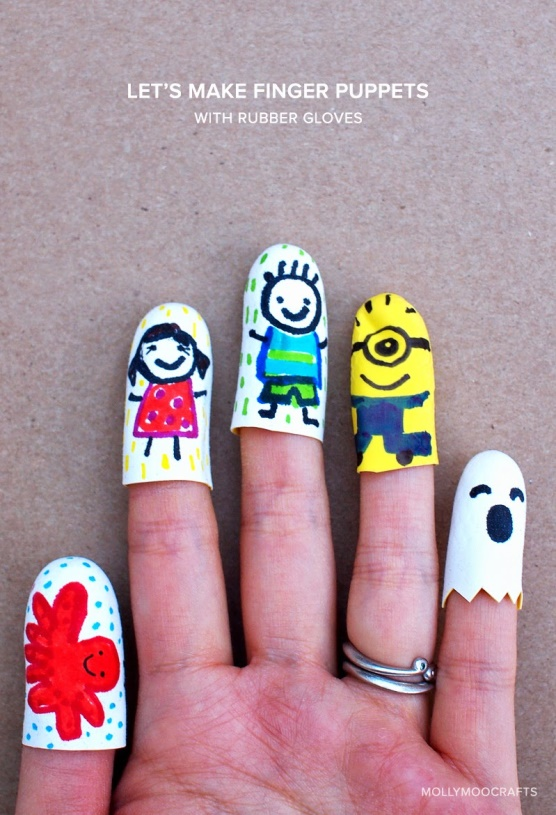 LET'S MAKE FINGER PUPPETS
WITH RUBBER GLOVES
MOLLYMOOCRAFTS